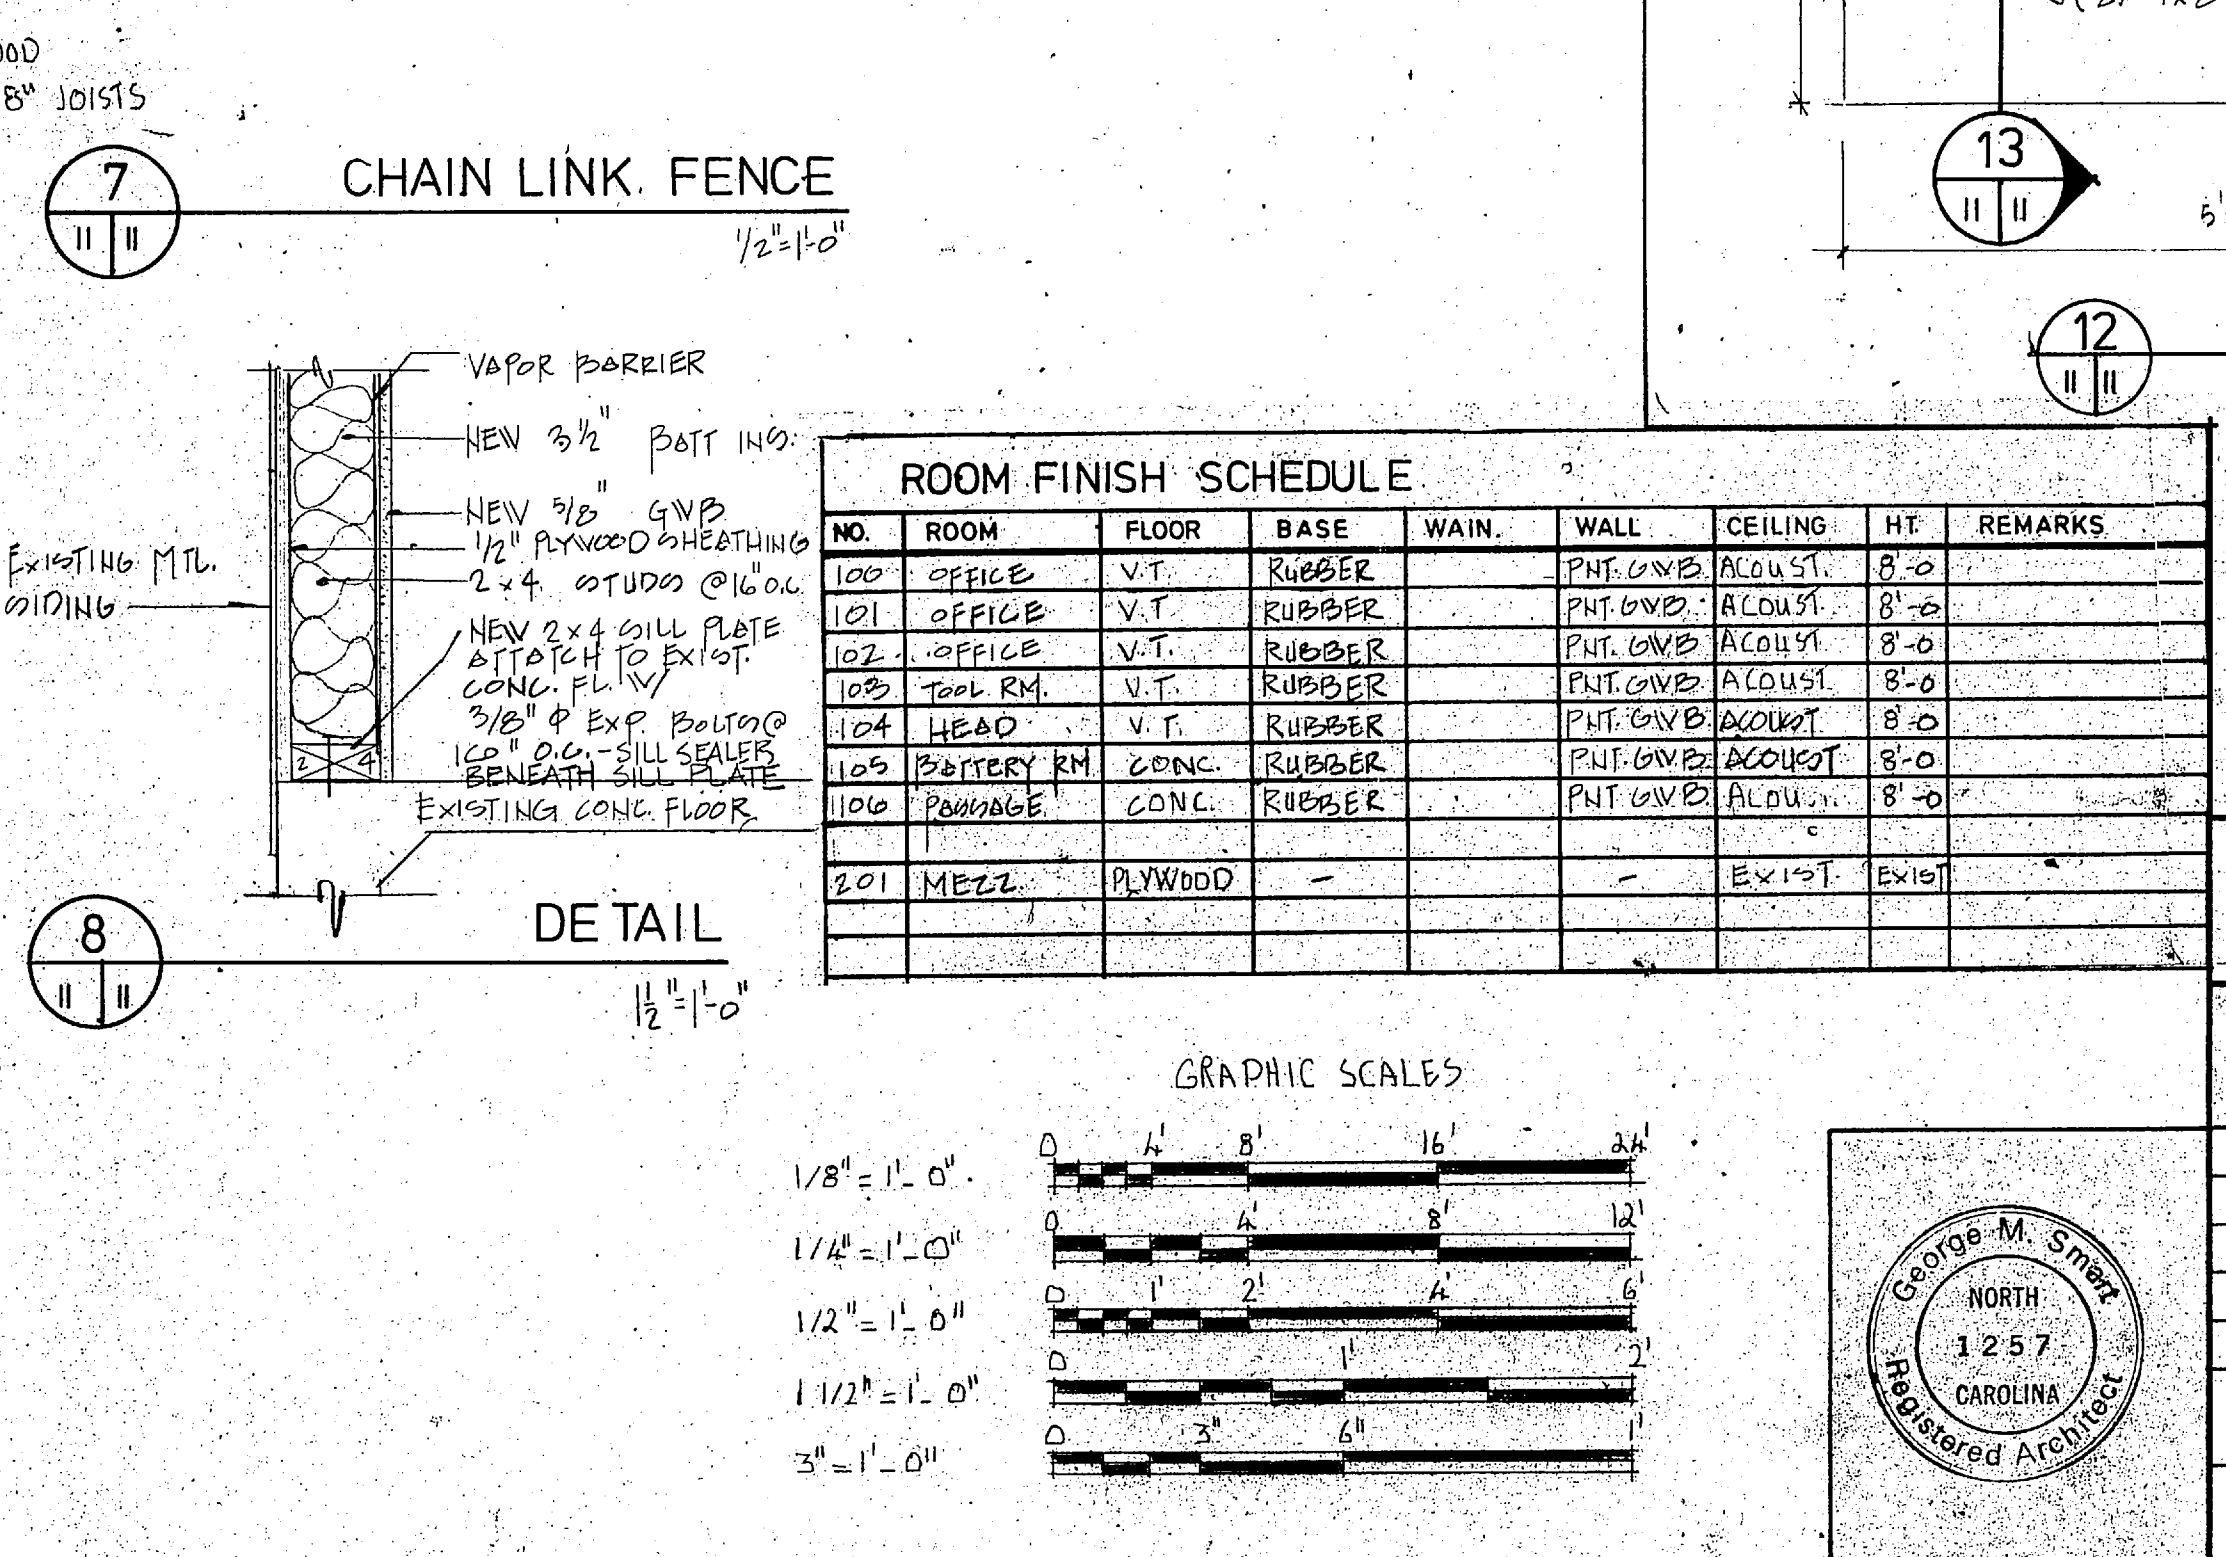 8" JOISTS
7
11 11
CHAIN LINK FENCE
1/2"=1'-0"
VAPOR BARRIER
NEW 3 1/2" BATT INS.
NEW 5/8" GWB
1/2" PLYWOOD SHEATHING
2x4 STUDS @16" O.C.
EXISTING MTL.
SIDING
NEW 2x4 SILL PLATE
ATTATCH TO EXIST.
CONC. FL. W/
3/8" Φ EXP. BOLTS@
16" O.C. - SILL SEALER
BENEATH SILL PLATE
2 4
EXISTING CONC. FLOOR
8
11 11
DETAIL
1 1/2"=1'-0"
13
11 11
5'
12
11 11
ROOM FINISH SCHEDULE
NO. ROOM FLOOR BASE WAIN. WALL CEILING HT. REMARKS
100 OFFICE V.T. RUBBER PNT. GWB ACOUST. 8'-0
101 OFFICE V.T. RUBBER PNT. GWB ACOUST. 8'-0
102 OFFICE V.T. RUBBER PNT. GWB ACOUST 8'-0
103 TOOL RM. V.T. RUBBER PNT. GWB ACOUST 8'-0
104 HEAD V.T. RUBBER PNT. GWB ACOUST 8'-0
105 BATTERY RM CONC. RUBBER PNT. GWB ACOUST 8'-0
106 PASSAGE CONC. RUBBER PNT GWB 8'-0
201 MEZZ. PLYWOOD - - EXIST. EXIST
GRAPHIC SCALES
0 4' 8' 16' 24'
1/8" = 1'- 0"
0 4' 8' 12'
1/4" = 1'-0"
0 1' 2' 4' 6'
1/2" = 1'- 0"
0 1' 2'
1 1/2" = 1'- 0"
0 3" 6" 1'
3" = 1'-0"
George M. Smart
NORTH
1257
CAROLINA
Registered Architect